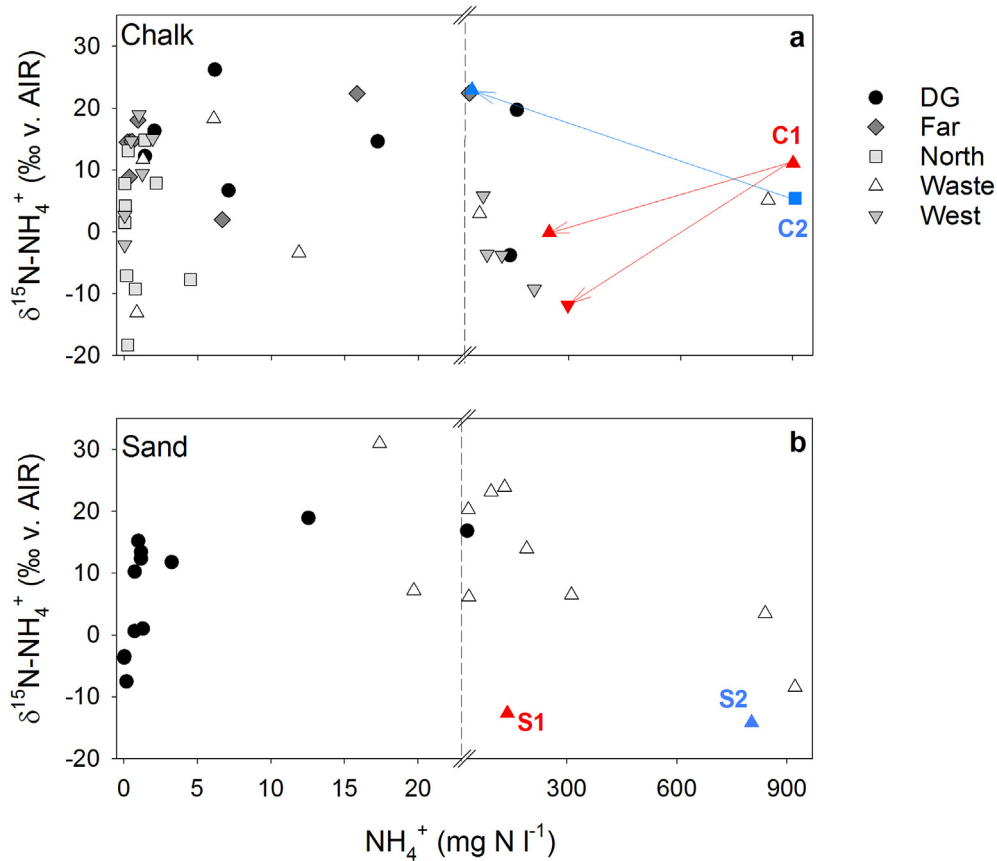 Chalk
a
30
20
10
0
-10
-20
δ¹⁵N-NH₄⁺ (‰ v. AIR)
C1
C2
DG
Far
North
Waste
West
Sand
b
30
20
10
0
-10
-20
δ¹⁵N-NH₄⁺ (‰ v. AIR)
S1
S2
0 5 10 15 20 300 600 900
NH₄⁺ (mg N l⁻¹)